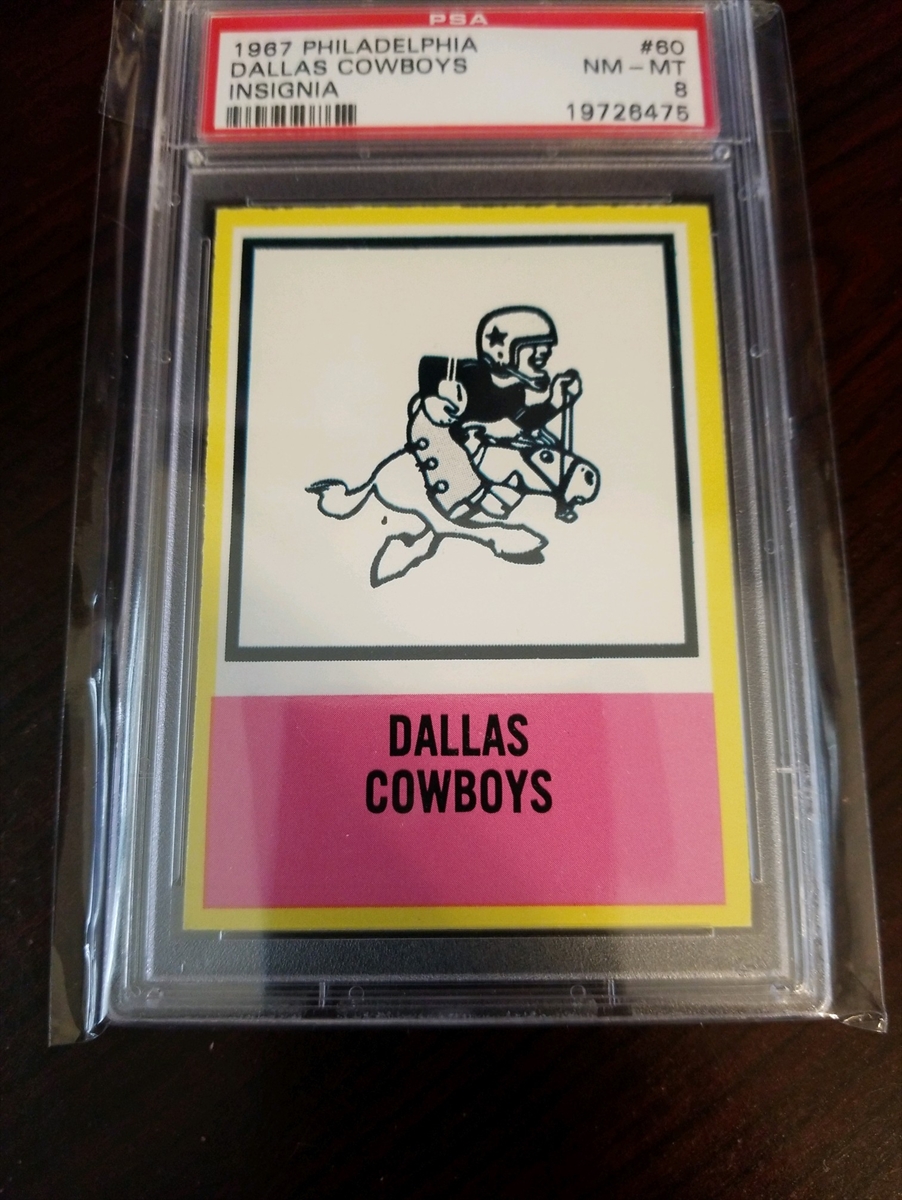 PSA
1967 PHILADELPHIA #60
DALLAS COWBOYS NM - MT
INSIGNIA 8
19726475
DALLAS
COWBOYS